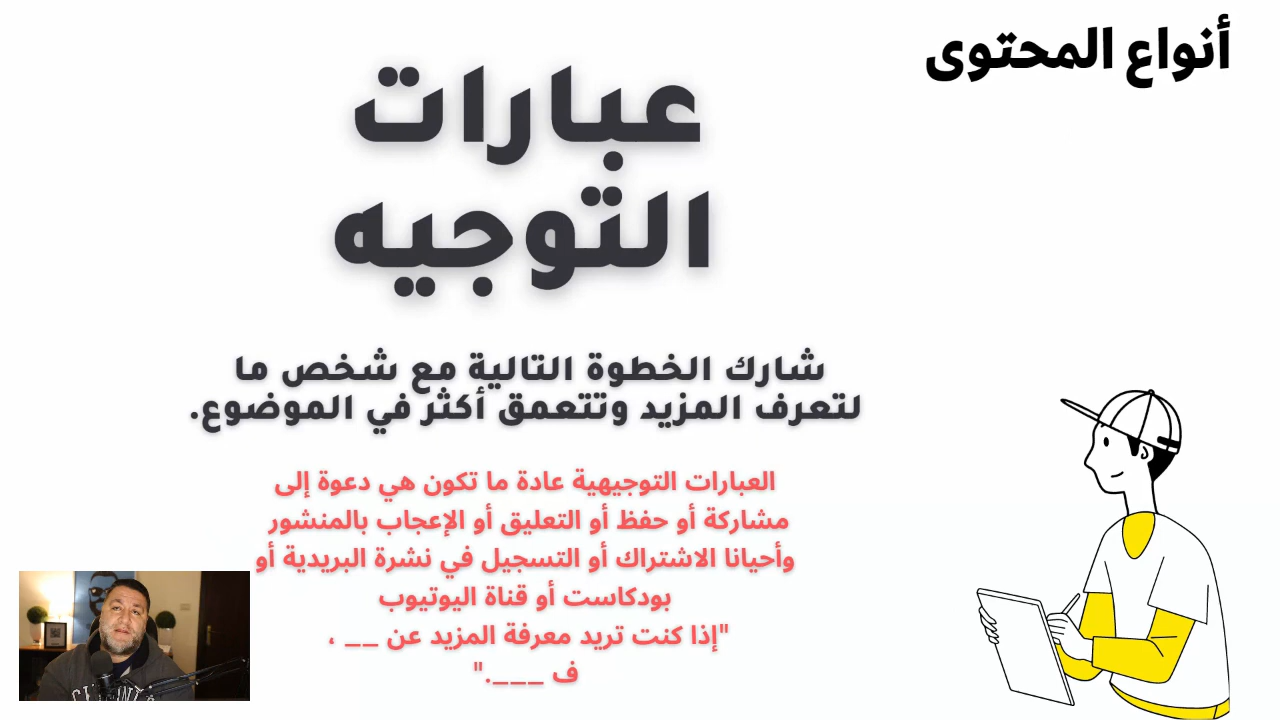 أنواع المحتوى
عبارات
التوجيه
شارك الخطوة التالية مع شخص ما
لتعرف المزيد وتتعمق أكثر في الموضوع.
العبارات التوجيهية عادة ما تكون هي دعوة إلى
مشاركة أو حفظ أو التعليق أو الإعجاب بالمنشور
وأحيانا الاشتراك أو التسجيل في نشرة البريدية أو
بودكاست أو قناة اليوتيوب
"إذا كنت تريد معرفة المزيد عن __ ،
ف ___."